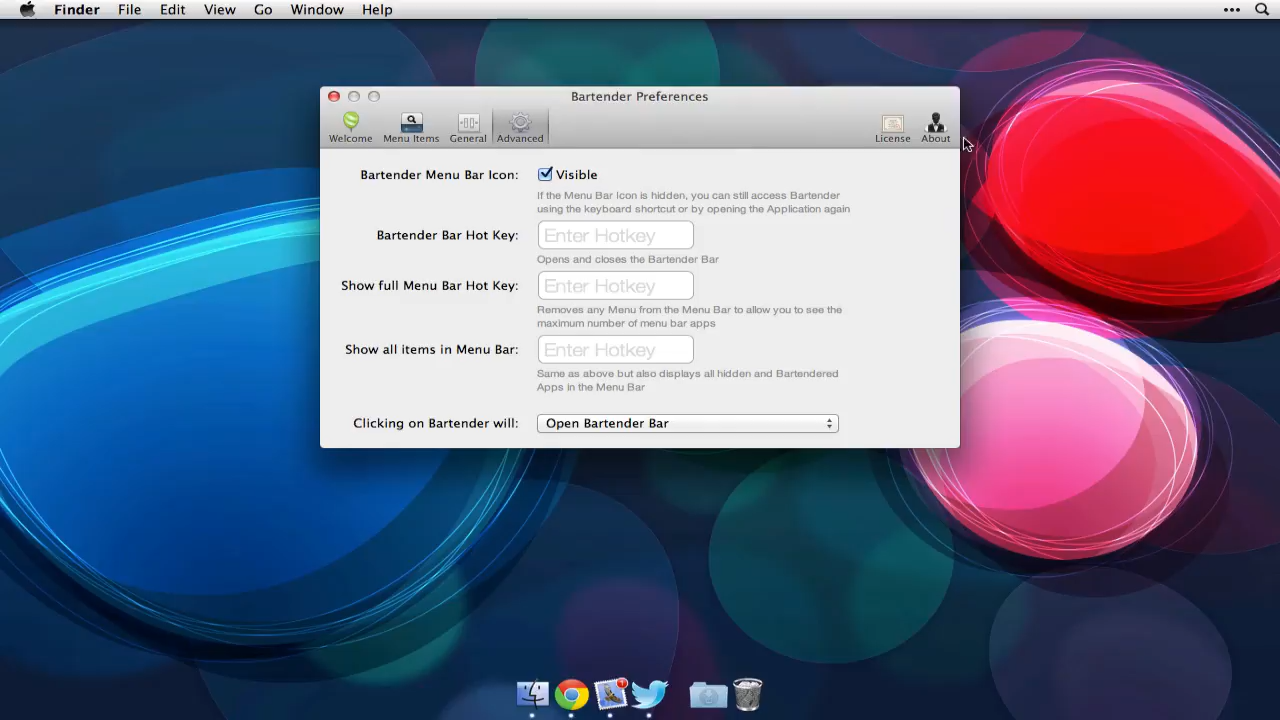 Finder File Edit View Go Window Help
Bartender Preferences
Welcome Menu Items General Advanced License About
Bartender Menu Bar Icon: Visible
If the Menu Bar Icon is hidden, you can still access Bartender
using the keyboard shortcut or by opening the Application again
Bartender Bar Hot Key: Enter Hotkey
Opens and closes the Bartender Bar
Show full Menu Bar Hot Key: Enter Hotkey
Removes any Menu from the Menu Bar to allow you to see the
maximum number of menu bar apps
Show all items in Menu Bar: Enter Hotkey
Same as above but also displays all hidden and Bartendered
Apps in the Menu Bar
Clicking on Bartender will: Open Bartender Bar
1